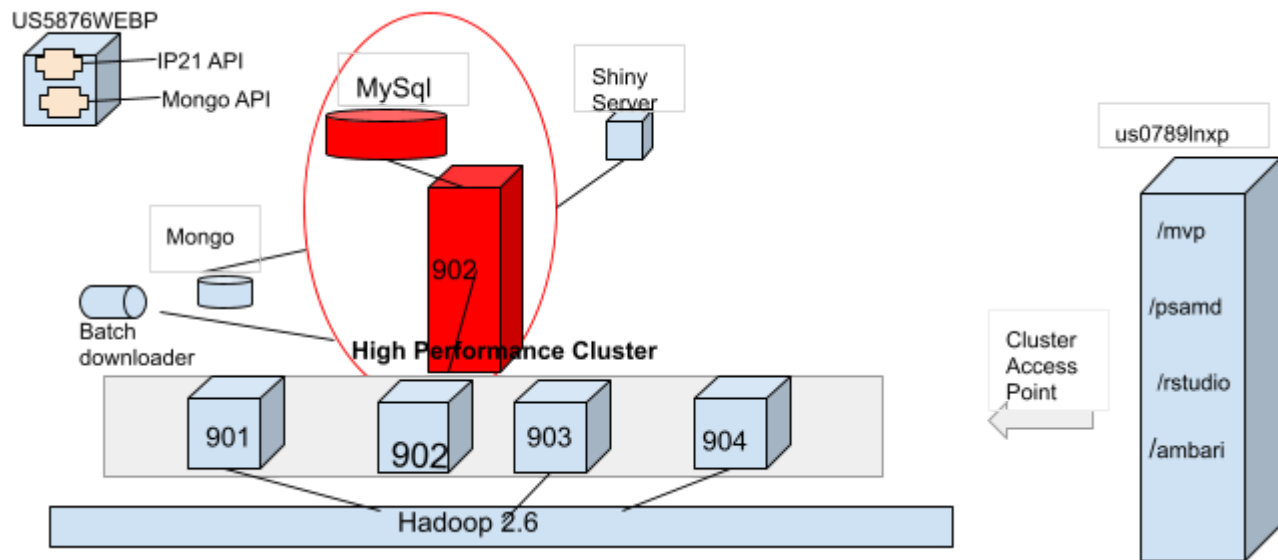 US5876WEBP
IP21 API
Mongo API
MySql
Shiny
Server
us0789lnxp
/mvp
/psamd
/rstudio
/ambari
Mongo
902
Batch
downloader
High Performance Cluster
Cluster
Access
Point
901
902
903
904
Hadoop 2.6